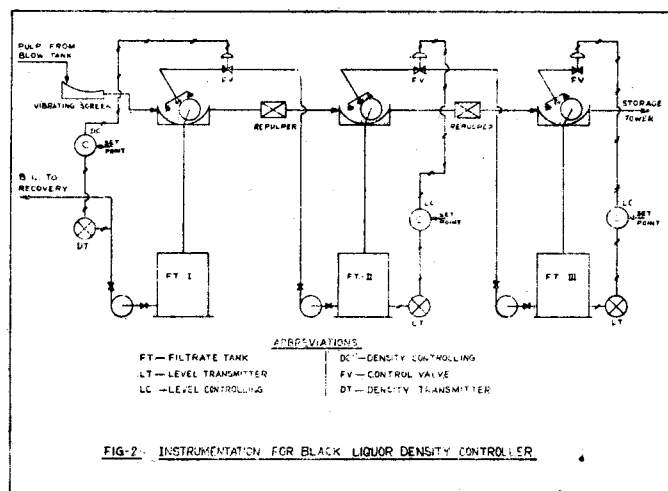 PULP FROM
BLOW TANK
VIBRATING SCREEN
FV
FV
FV
REPULPER
REPULPER
STORAGE
TOWER
DC
C
SET
POINT
B.L. TO
RECOVERY
DT
LC
SET
POINT
LC
SET
POINT
FT I
FT-II
FT III
LT
LT
ABBREVIATIONS
FT — FILTRATE TANK
LT — LEVEL TRANSMITTER
LC — LEVEL CONTROLLING
DC — DENSITY CONTROLLING
FV — CONTROL VALVE
DT — DENSITY TRANSMITTER
FIG-2:- INSTRUMENTATION FOR BLACK LIQUOR DENSITY CONTROLLER